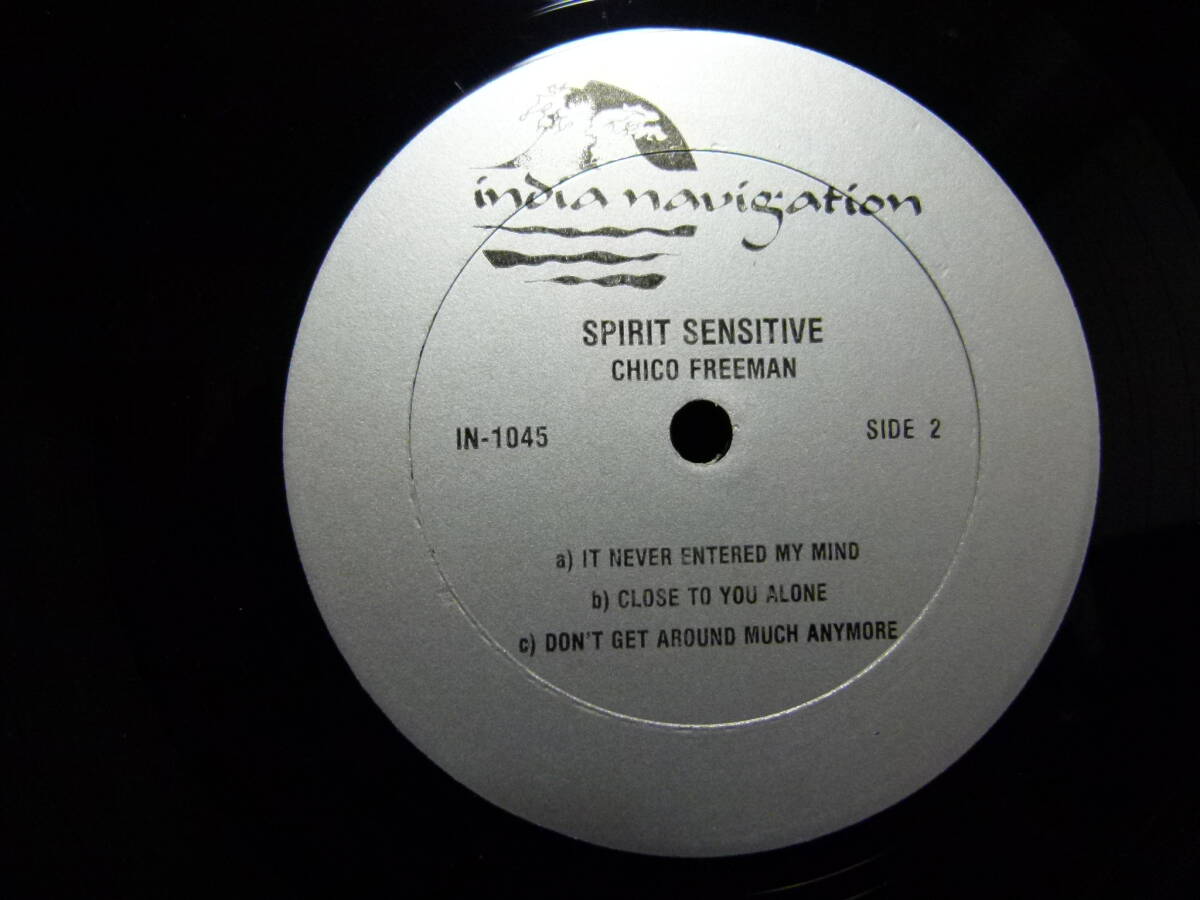 india navigation
SPIRIT SENSITIVE
CHICO FREEMAN
IN-1045
SIDE 2
a) IT NEVER ENTERED MY MIND
b) CLOSE TO YOU ALONE
c) DON'T GET AROUND MUCH ANYMORE